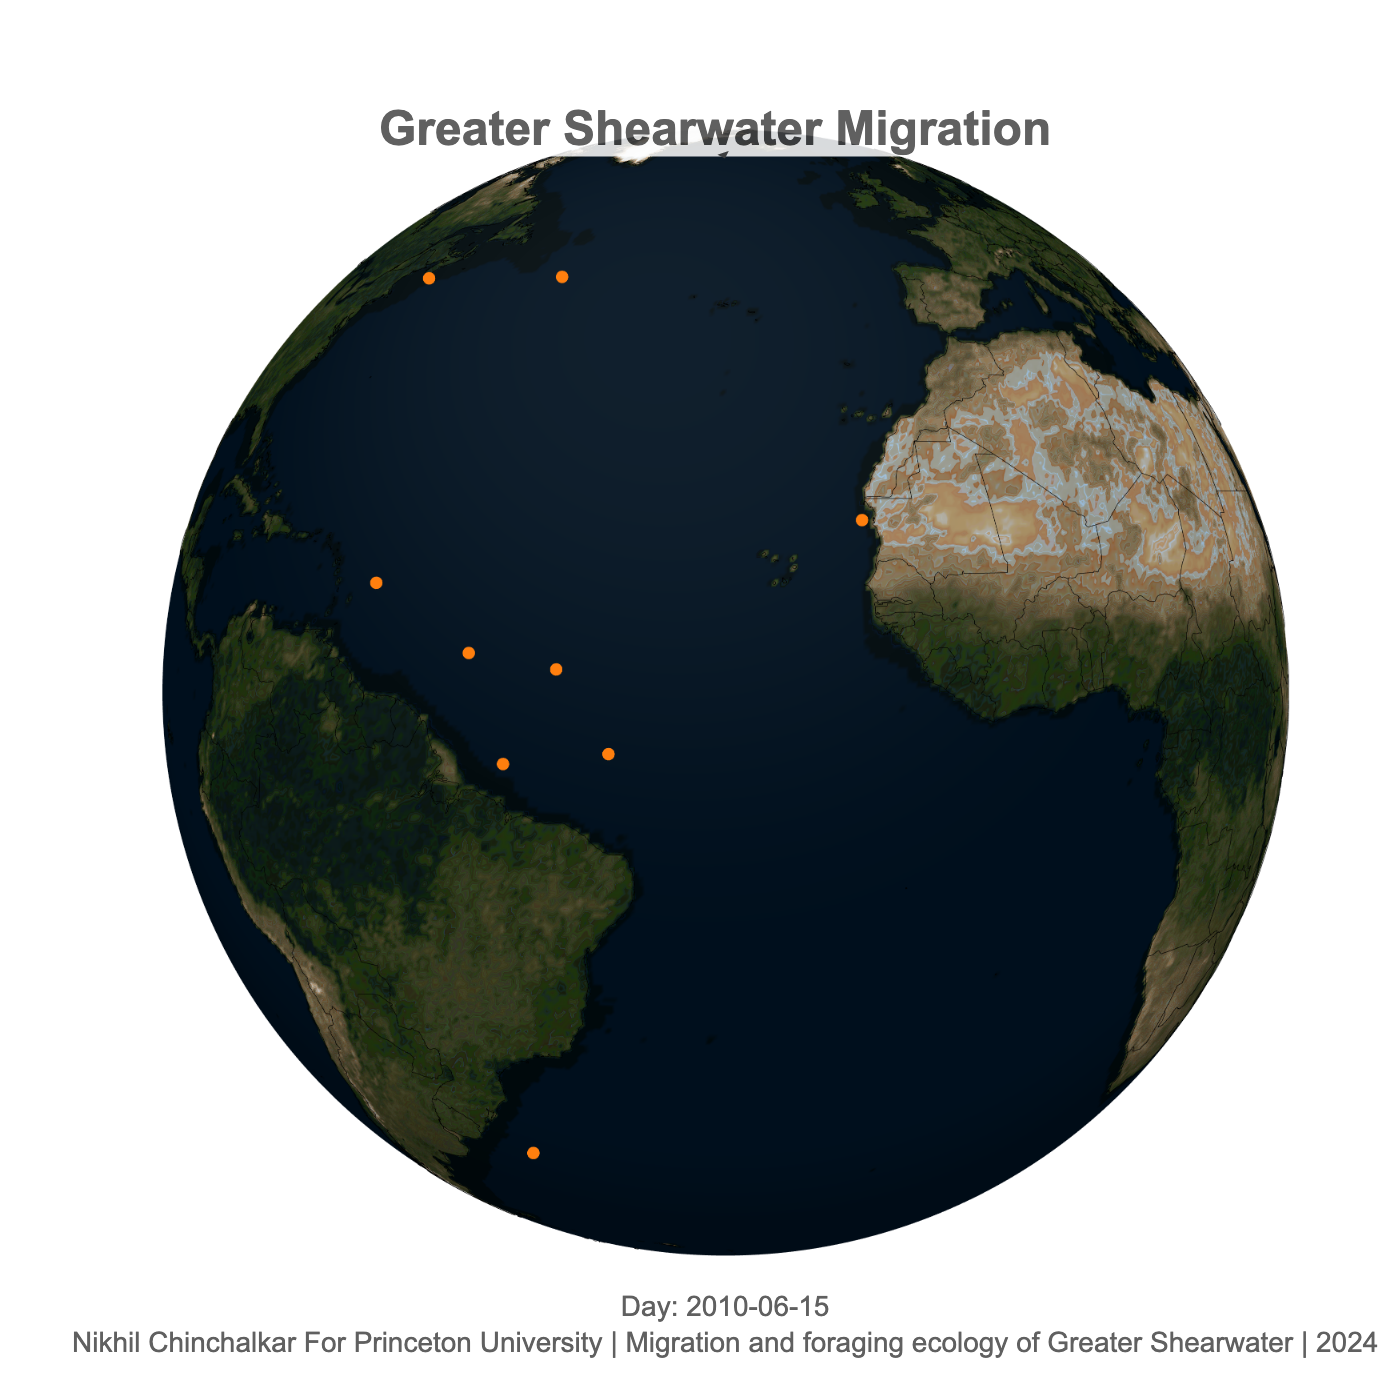 Greater Shearwater Migration
Day: 2010-06-15
Nikhil Chinchalkar For Princeton University | Migration and foraging ecology of Greater Shearwater | 2024